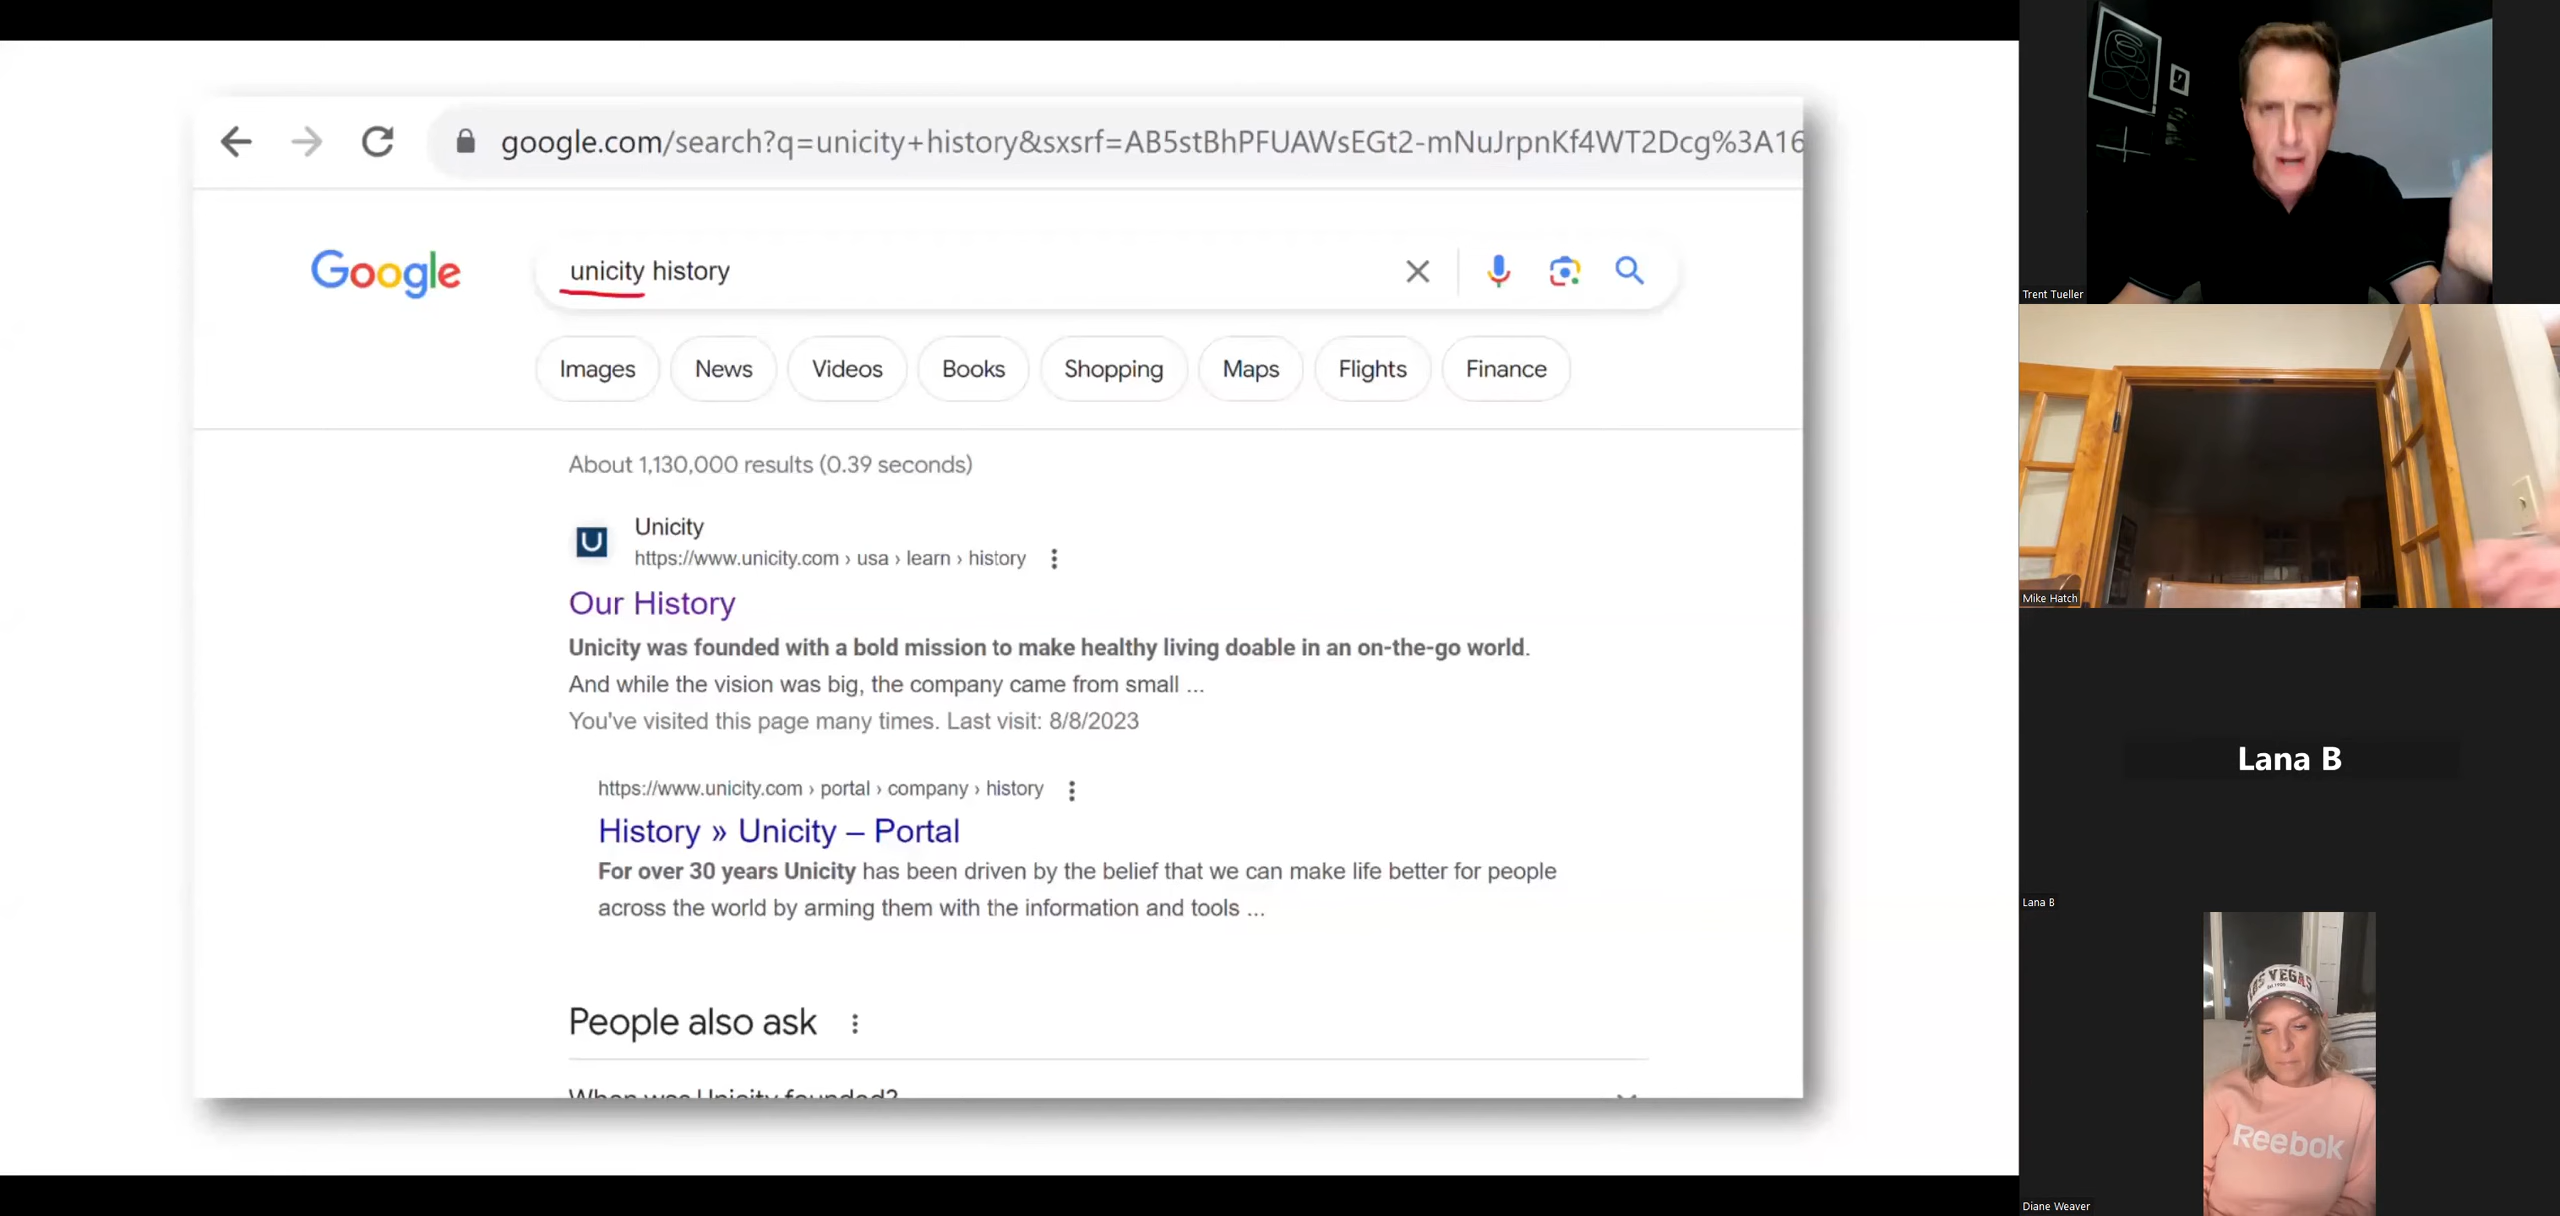 google.com/search?q=unicity+history&sxsrf=AB5stBhPFUAWsEGt2-mNuJrpnKf4WT2Dcg%3A16
Google
unicity history
Images News Videos Books Shopping Maps Flights Finance
About 1,130,000 results (0.39 seconds)
U
Unicity
https://www.unicity.com › usa › learn › history
Our History
Unicity was founded with a bold mission to make healthy living doable in an on-the-go world.
And while the vision was big, the company came from small ...
You've visited this page many times. Last visit: 8/8/2023
https://www.unicity.com › portal › company › history
History » Unicity – Portal
For over 30 years Unicity has been driven by the belief that we can make life better for people
across the world by arming them with the information and tools ...
People also ask
When was Unicity founded?
Trent Tueller
Mike Hatch
Lana B
Lana B
VEGAS
Reebok
Diane Weaver